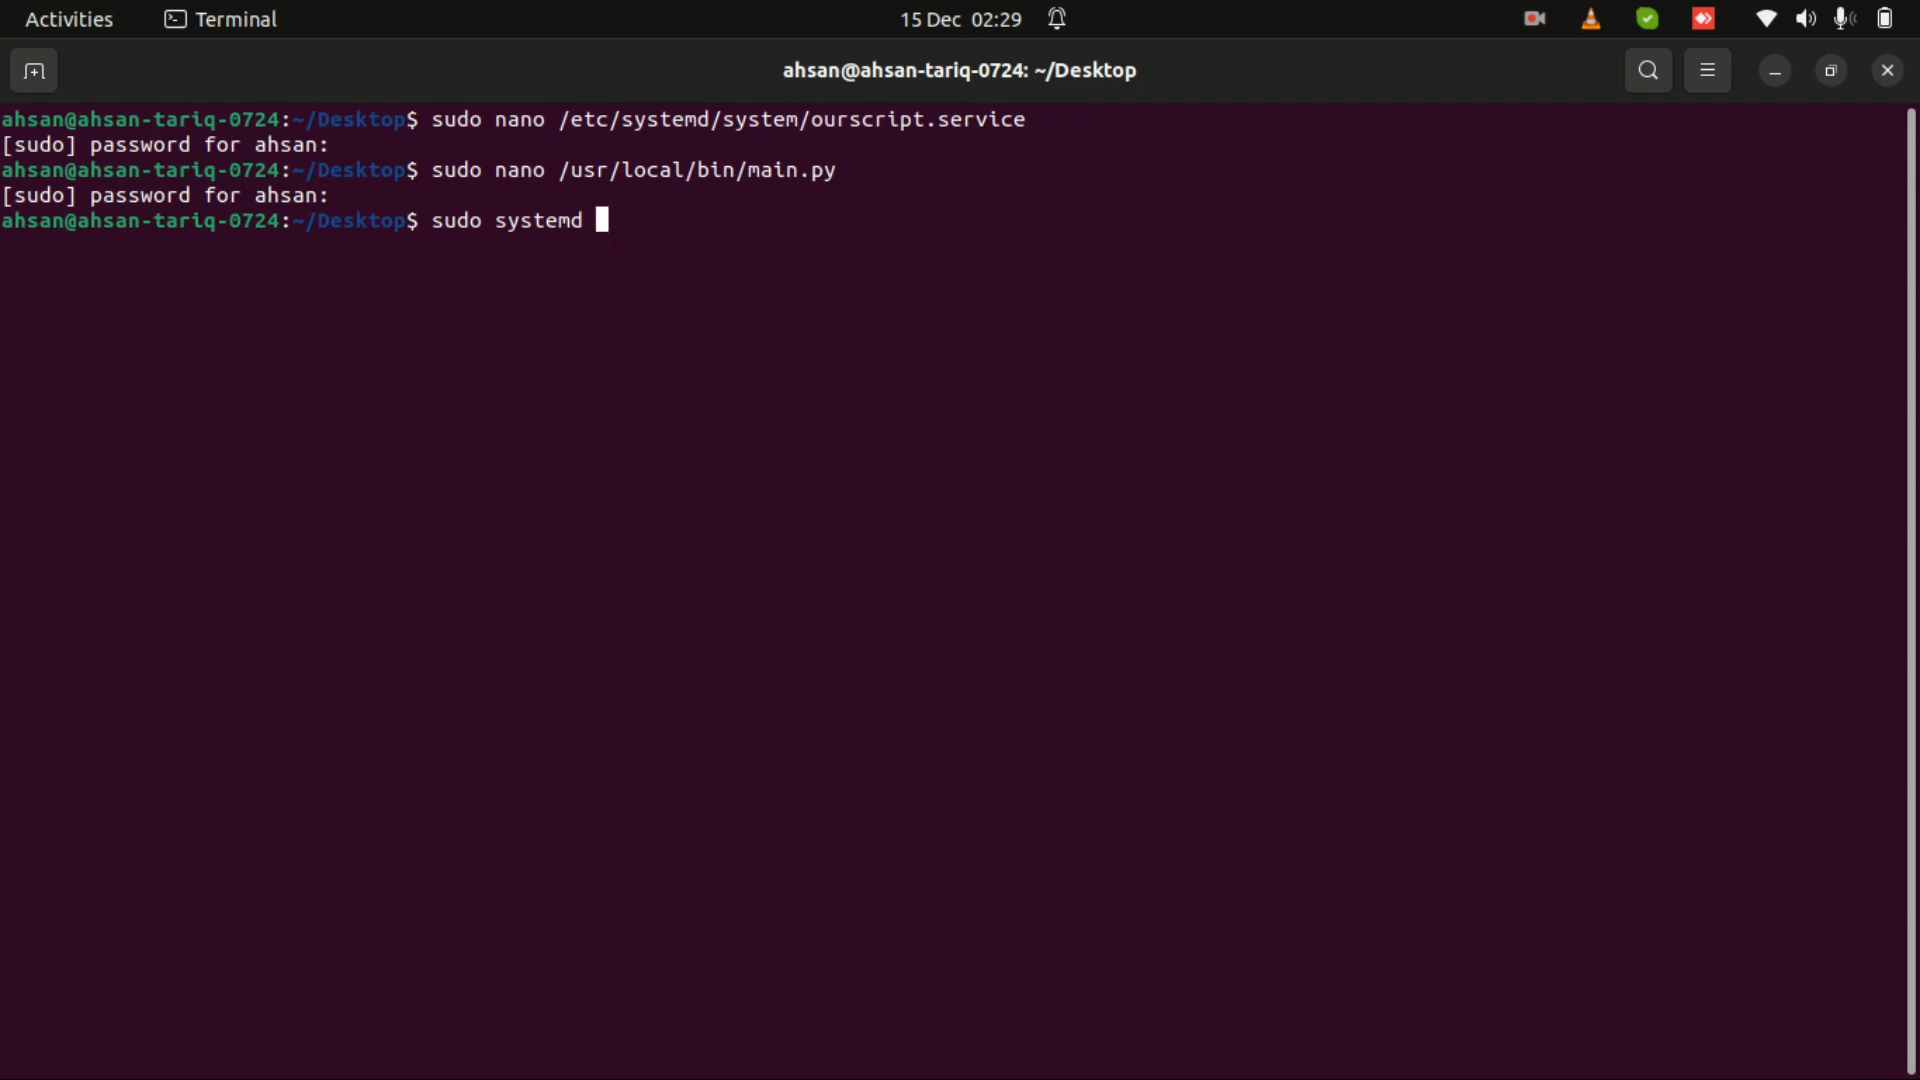 Activities Terminal 15 Dec 02:29
ahsan@ahsan-tariq-0724: ~/Desktop
ahsan@ahsan-tariq-0724:~/Desktop$ sudo nano /etc/systemd/system/ourscript.service
[sudo] password for ahsan:
ahsan@ahsan-tariq-0724:~/Desktop$ sudo nano /usr/local/bin/main.py
[sudo] password for ahsan:
ahsan@ahsan-tariq-0724:~/Desktop$ sudo systemd